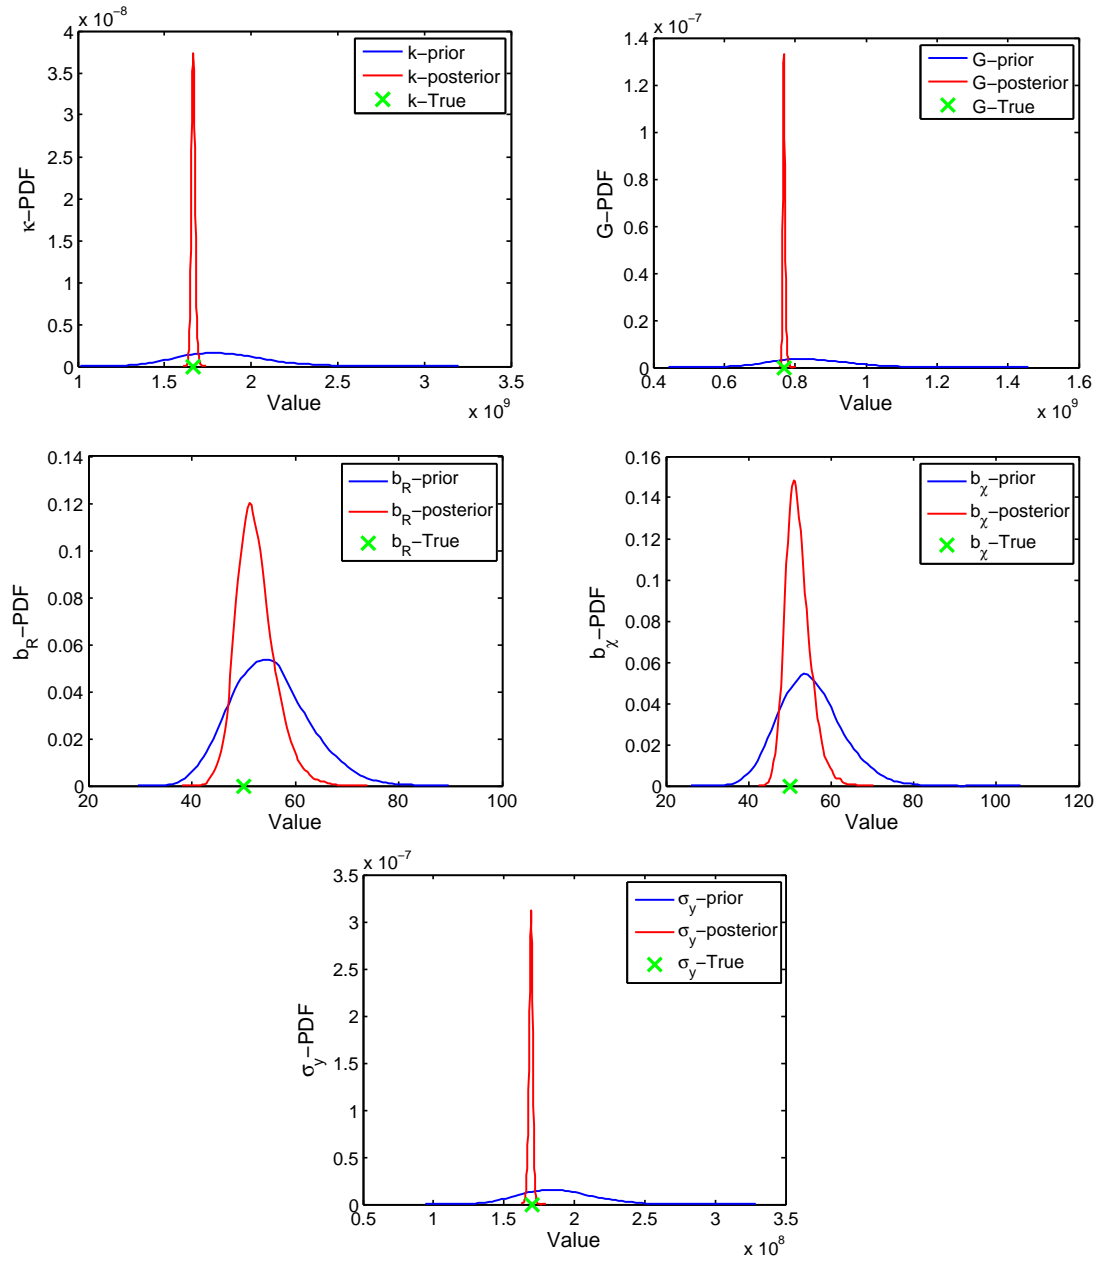 x 10⁻⁸
4
3.5
3
2.5
2
1.5
1
0.5
0
κ−PDF
k−prior
k−posterior
k−True
1 1.5 2 2.5 3 3.5
Value
x 10⁹
x 10⁻⁷
1.4
1.2
1
0.8
0.6
0.4
0.2
0
G−PDF
G−prior
G−posterior
G−True
0.4 0.6 0.8 1 1.2 1.4 1.6
Value
x 10⁹
0.14
0.12
0.1
0.08
0.06
0.04
0.02
0
b_R−PDF
b_R−prior
b_R−posterior
b_R−True
20 40 60 80 100
Value
0.16
0.14
0.12
0.1
0.08
0.06
0.04
0.02
0
b_χ−PDF
b_χ−prior
b_χ−posterior
b_χ−True
20 40 60 80 100 120
Value
x 10⁻⁷
3.5
3
2.5
2
1.5
1
0.5
0
σ_y−PDF
σ_y−prior
σ_y−posterior
σ_y−True
0.5 1 1.5 2 2.5 3 3.5
Value
x 10⁸